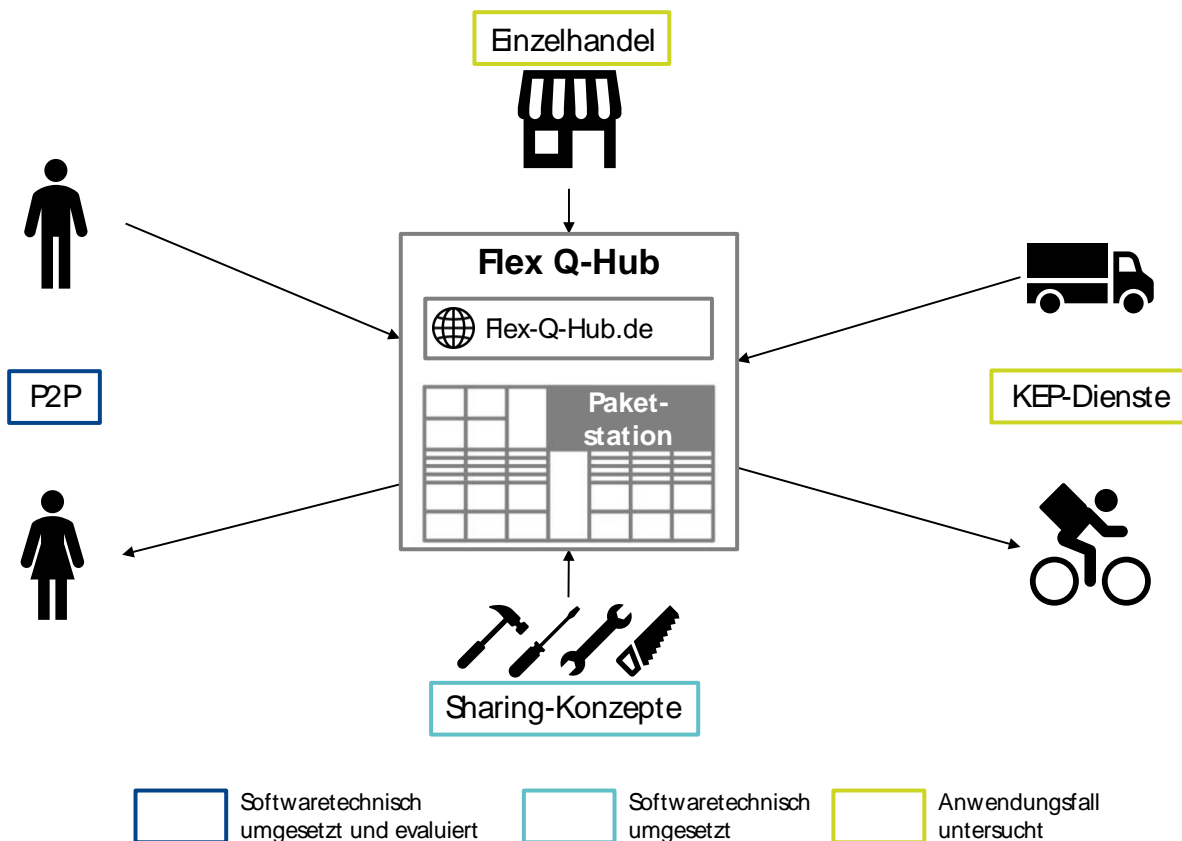 Einzelhandel
Flex Q-Hub
Flex-Q-Hub.de
Paket-
station
P2P
KEP-Dienste
Sharing-Konzepte
Softwaretechnisch
umgesetzt und evaluiert
Softwaretechnisch
umgesetzt
Anwendungsfall
untersucht